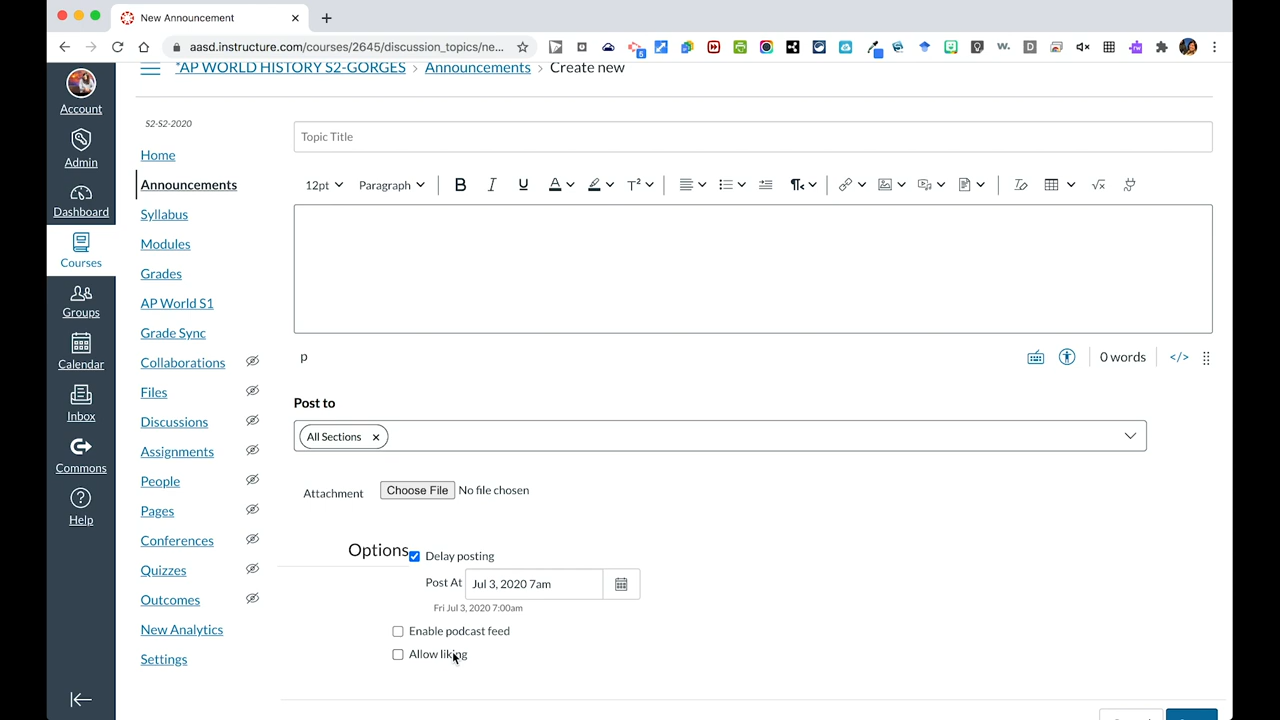 New Announcement
aasd.instructure.com/courses/2645/discussion_topics/ne...
*AP WORLD HISTORY S2-GORGES > Announcements > Create new
Account
Admin
Dashboard
Courses
Groups
Calendar
Inbox
Commons
Help
S2-S2-2020
Home
Announcements
Syllabus
Modules
Grades
AP World S1
Grade Sync
Collaborations
Files
Discussions
Assignments
People
Pages
Conferences
Quizzes
Outcomes
New Analytics
Settings
Topic Title
12pt Paragraph B I U A T²
p 0 words </>
Post to
All Sections ×
Attachment Choose File No file chosen
Options Delay posting
Post At Jul 3, 2020 7am
Fri Jul 3, 2020 7:00am
Enable podcast feed
Allow liking